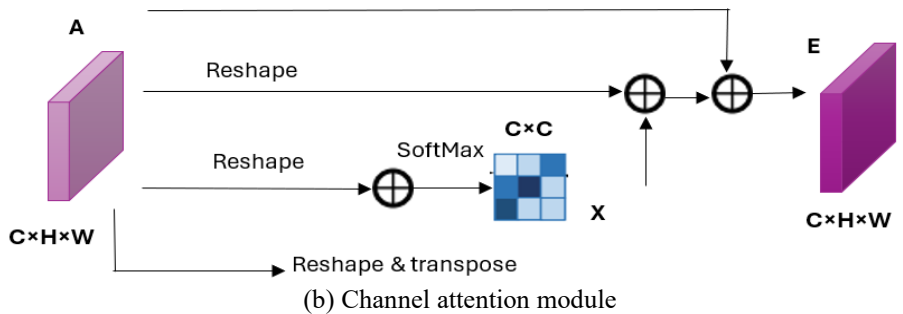 A
E
Reshape
C×C
SoftMax
Reshape
X
C×H×W
C×H×W
Reshape & transpose
(b) Channel attention module